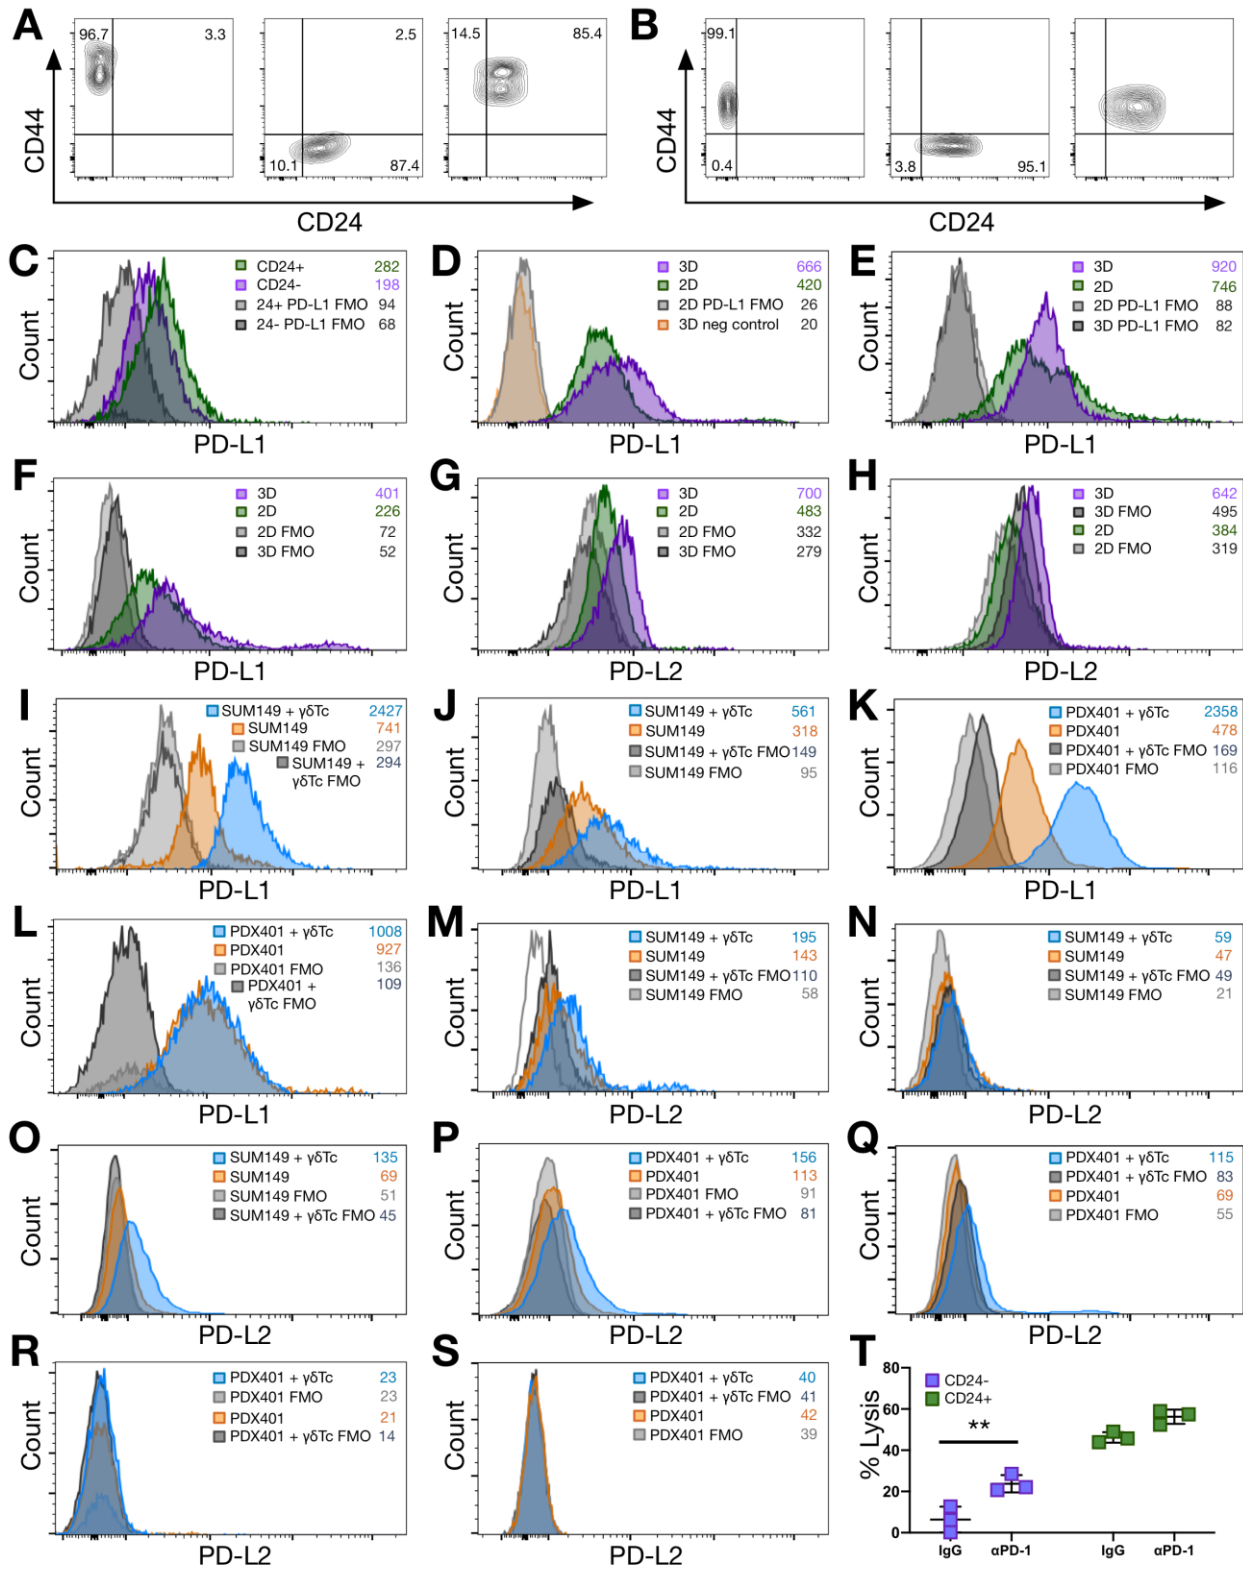 A
B
96.7
3.3
2.5
14.5
85.4
99.1
10.1
87.4
0.4
3.8
95.1
CD44
CD44
CD24
CD24
C
CD24+ 282
CD24- 198
24+ PD-L1 FMO 94
24- PD-L1 FMO 68
Count
PD-L1
D
3D 666
2D 420
2D PD-L1 FMO 26
3D neg control 20
Count
PD-L1
E
3D 920
2D 746
2D PD-L1 FMO 88
3D PD-L1 FMO 82
Count
PD-L1
F
3D 401
2D 226
2D FMO 72
3D FMO 52
Count
PD-L1
G
3D 700
2D 483
2D FMO 332
3D FMO 279
Count
PD-L2
H
3D 642
3D FMO 495
2D 384
2D FMO 319
Count
PD-L2
I
SUM149 + γδTc 2427
SUM149 741
SUM149 FMO 297
SUM149 + 294
γδTc FMO
Count
PD-L1
J
SUM149 + γδTc 561
SUM149 318
SUM149 + γδTc FMO 149
SUM149 FMO 95
Count
PD-L1
K
PDX401 + γδTc 2358
PDX401 478
PDX401 + γδTc FMO 169
PDX401 FMO 116
Count
PD-L1
L
PDX401 + γδTc 1008
PDX401 927
PDX401 FMO 136
PDX401 + 109
γδTc FMO
Count
PD-L1
M
SUM149 + γδTc 195
SUM149 143
SUM149 + γδTc FMO 110
SUM149 FMO 58
Count
PD-L2
N
SUM149 + γδTc 59
SUM149 47
SUM149 + γδTc FMO 49
SUM149 FMO 21
Count
PD-L2
O
SUM149 + γδTc 135
SUM149 69
SUM149 FMO 51
SUM149 + γδTc FMO 45
Count
PD-L2
P
PDX401 + γδTc 156
PDX401 113
PDX401 FMO 91
PDX401 + γδTc FMO 81
Count
PD-L2
Q
PDX401 + γδTc 115
PDX401 + γδTc FMO 83
PDX401 69
PDX401 FMO 55
Count
PD-L2
R
PDX401 + γδTc 23
PDX401 FMO 23
PDX401 21
PDX401 + γδTc FMO 14
Count
PD-L2
S
PDX401 + γδTc 40
PDX401 + γδTc FMO 41
PDX401 42
PDX401 FMO 39
Count
PD-L2
T
CD24-
CD24+
**
% Lysis
80
60
40
20
0
IgG αPD-1 IgG αPD-1